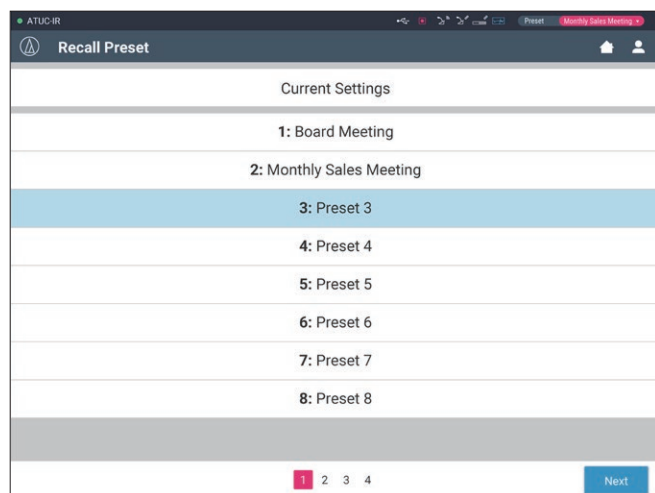 ATUC-IR Preset Monthly Sales Meeting
Recall Preset
Current Settings
1: Board Meeting
2: Monthly Sales Meeting
3: Preset 3
4: Preset 4
5: Preset 5
6: Preset 6
7: Preset 7
8: Preset 8
1 2 3 4 Next